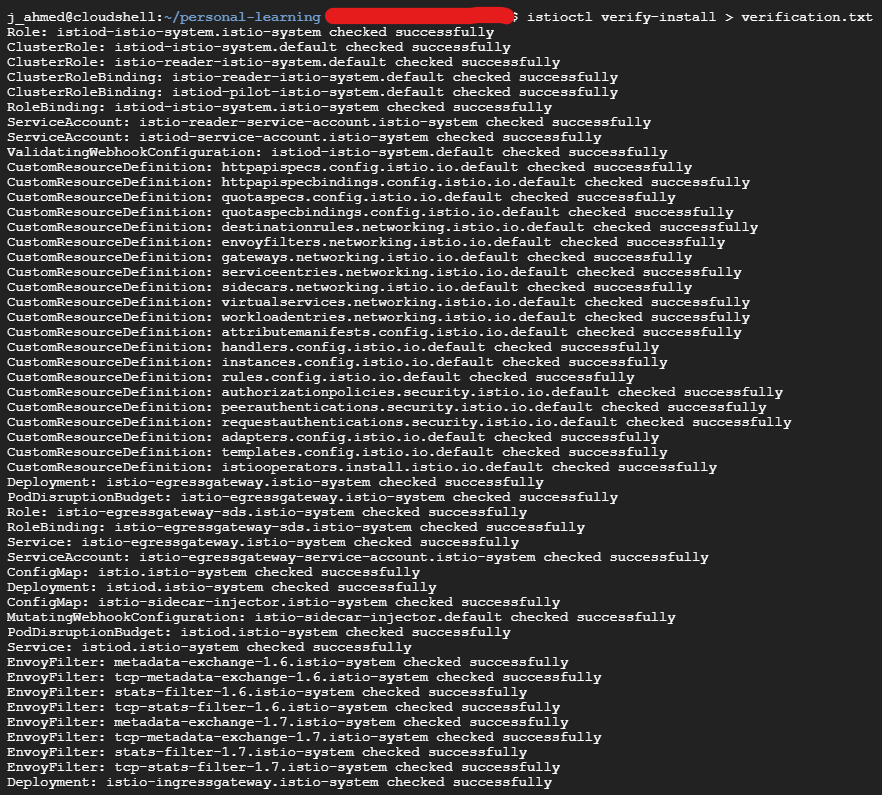 j_ahmed@cloudshell:~/personal-learning $ istioctl verify-install > verification.txt
Role: istiod-istio-system.istio-system checked successfully
ClusterRole: istiod-istio-system.default checked successfully
ClusterRole: istio-reader-istio-system.default checked successfully
ClusterRoleBinding: istio-reader-istio-system.default checked successfully
ClusterRoleBinding: istiod-pilot-istio-system.default checked successfully
RoleBinding: istiod-istio-system.istio-system checked successfully
ServiceAccount: istio-reader-service-account.istio-system checked successfully
ServiceAccount: istiod-service-account.istio-system checked successfully
ValidatingWebhookConfiguration: istiod-istio-system.default checked successfully
CustomResourceDefinition: httpapispecs.config.istio.io.default checked successfully
CustomResourceDefinition: httpapispecbindings.config.istio.io.default checked successfully
CustomResourceDefinition: quotaspecs.config.istio.io.default checked successfully
CustomResourceDefinition: quotaspecbindings.config.istio.io.default checked successfully
CustomResourceDefinition: destinationrules.networking.istio.io.default checked successfully
CustomResourceDefinition: envoyfilters.networking.istio.io.default checked successfully
CustomResourceDefinition: gateways.networking.istio.io.default checked successfully
CustomResourceDefinition: serviceentries.networking.istio.io.default checked successfully
CustomResourceDefinition: sidecars.networking.istio.io.default checked successfully
CustomResourceDefinition: virtualservices.networking.istio.io.default checked successfully
CustomResourceDefinition: workloadentries.networking.istio.io.default checked successfully
CustomResourceDefinition: attributemanifests.config.istio.io.default checked successfully
CustomResourceDefinition: handlers.config.istio.io.default checked successfully
CustomResourceDefinition: instances.config.istio.io.default checked successfully
CustomResourceDefinition: rules.config.istio.io.default checked successfully
CustomResourceDefinition: authorizationpolicies.security.istio.io.default checked successfully
CustomResourceDefinition: peerauthentications.security.istio.io.default checked successfully
CustomResourceDefinition: requestauthentications.security.istio.io.default checked successfully
CustomResourceDefinition: adapters.config.istio.io.default checked successfully
CustomResourceDefinition: templates.config.istio.io.default checked successfully
CustomResourceDefinition: istiooperators.install.istio.io.default checked successfully
Deployment: istio-egressgateway.istio-system checked successfully
PodDisruptionBudget: istio-egressgateway.istio-system checked successfully
Role: istio-egressgateway-sds.istio-system checked successfully
RoleBinding: istio-egressgateway-sds.istio-system checked successfully
Service: istio-egressgateway.istio-system checked successfully
ServiceAccount: istio-egressgateway-service-account.istio-system checked successfully
ConfigMap: istio.istio-system checked successfully
Deployment: istiod.istio-system checked successfully
ConfigMap: istio-sidecar-injector.istio-system checked successfully
MutatingWebhookConfiguration: istio-sidecar-injector.default checked successfully
PodDisruptionBudget: istiod.istio-system checked successfully
Service: istiod.istio-system checked successfully
EnvoyFilter: metadata-exchange-1.6.istio-system checked successfully
EnvoyFilter: tcp-metadata-exchange-1.6.istio-system checked successfully
EnvoyFilter: stats-filter-1.6.istio-system checked successfully
EnvoyFilter: tcp-stats-filter-1.6.istio-system checked successfully
EnvoyFilter: metadata-exchange-1.7.istio-system checked successfully
EnvoyFilter: tcp-metadata-exchange-1.7.istio-system checked successfully
EnvoyFilter: stats-filter-1.7.istio-system checked successfully
EnvoyFilter: tcp-stats-filter-1.7.istio-system checked successfully
Deployment: istio-ingressgateway.istio-system checked successfully